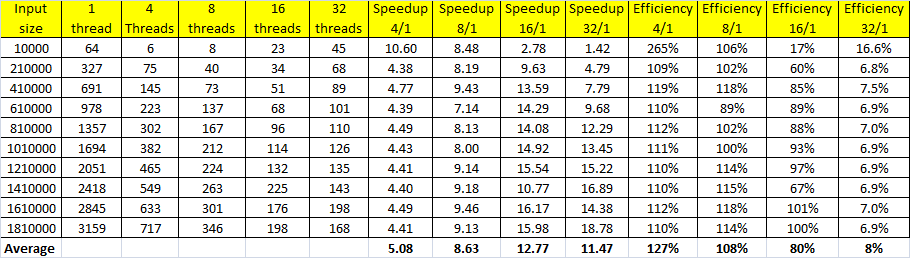 Input size 1 thread 4 Threads 8 threads 16 threads 32 threads Speedup 4/1 Speedup 8/1 Speedup 16/1 Speedup 32/1 Efficiency 4/1 Efficiency 8/1 Efficiency 16/1 Efficiency 32/1
10000 64 6 8 23 45 10.60 8.48 2.78 1.42 265% 106% 17% 16.6%
210000 327 75 40 34 68 4.38 8.19 9.63 4.79 109% 102% 60% 6.8%
410000 691 145 73 51 89 4.77 9.43 13.59 7.79 119% 118% 85% 7.5%
610000 978 223 137 68 101 4.39 7.14 14.29 9.68 110% 89% 89% 6.9%
810000 1357 302 167 96 110 4.49 8.13 14.08 12.29 112% 102% 88% 7.0%
1010000 1694 382 212 114 126 4.43 8.00 14.92 13.45 111% 100% 93% 6.9%
1210000 2051 465 224 132 135 4.41 9.14 15.54 15.22 110% 114% 97% 6.9%
1410000 2418 549 263 225 143 4.40 9.18 10.77 16.89 110% 115% 67% 6.9%
1610000 2845 633 301 176 198 4.49 9.46 16.17 14.38 112% 118% 101% 7.0%
1810000 3159 717 346 198 168 4.41 9.13 15.98 18.78 110% 114% 100% 6.9%
Average 5.08 8.63 12.77 11.47 127% 108% 80% 8%